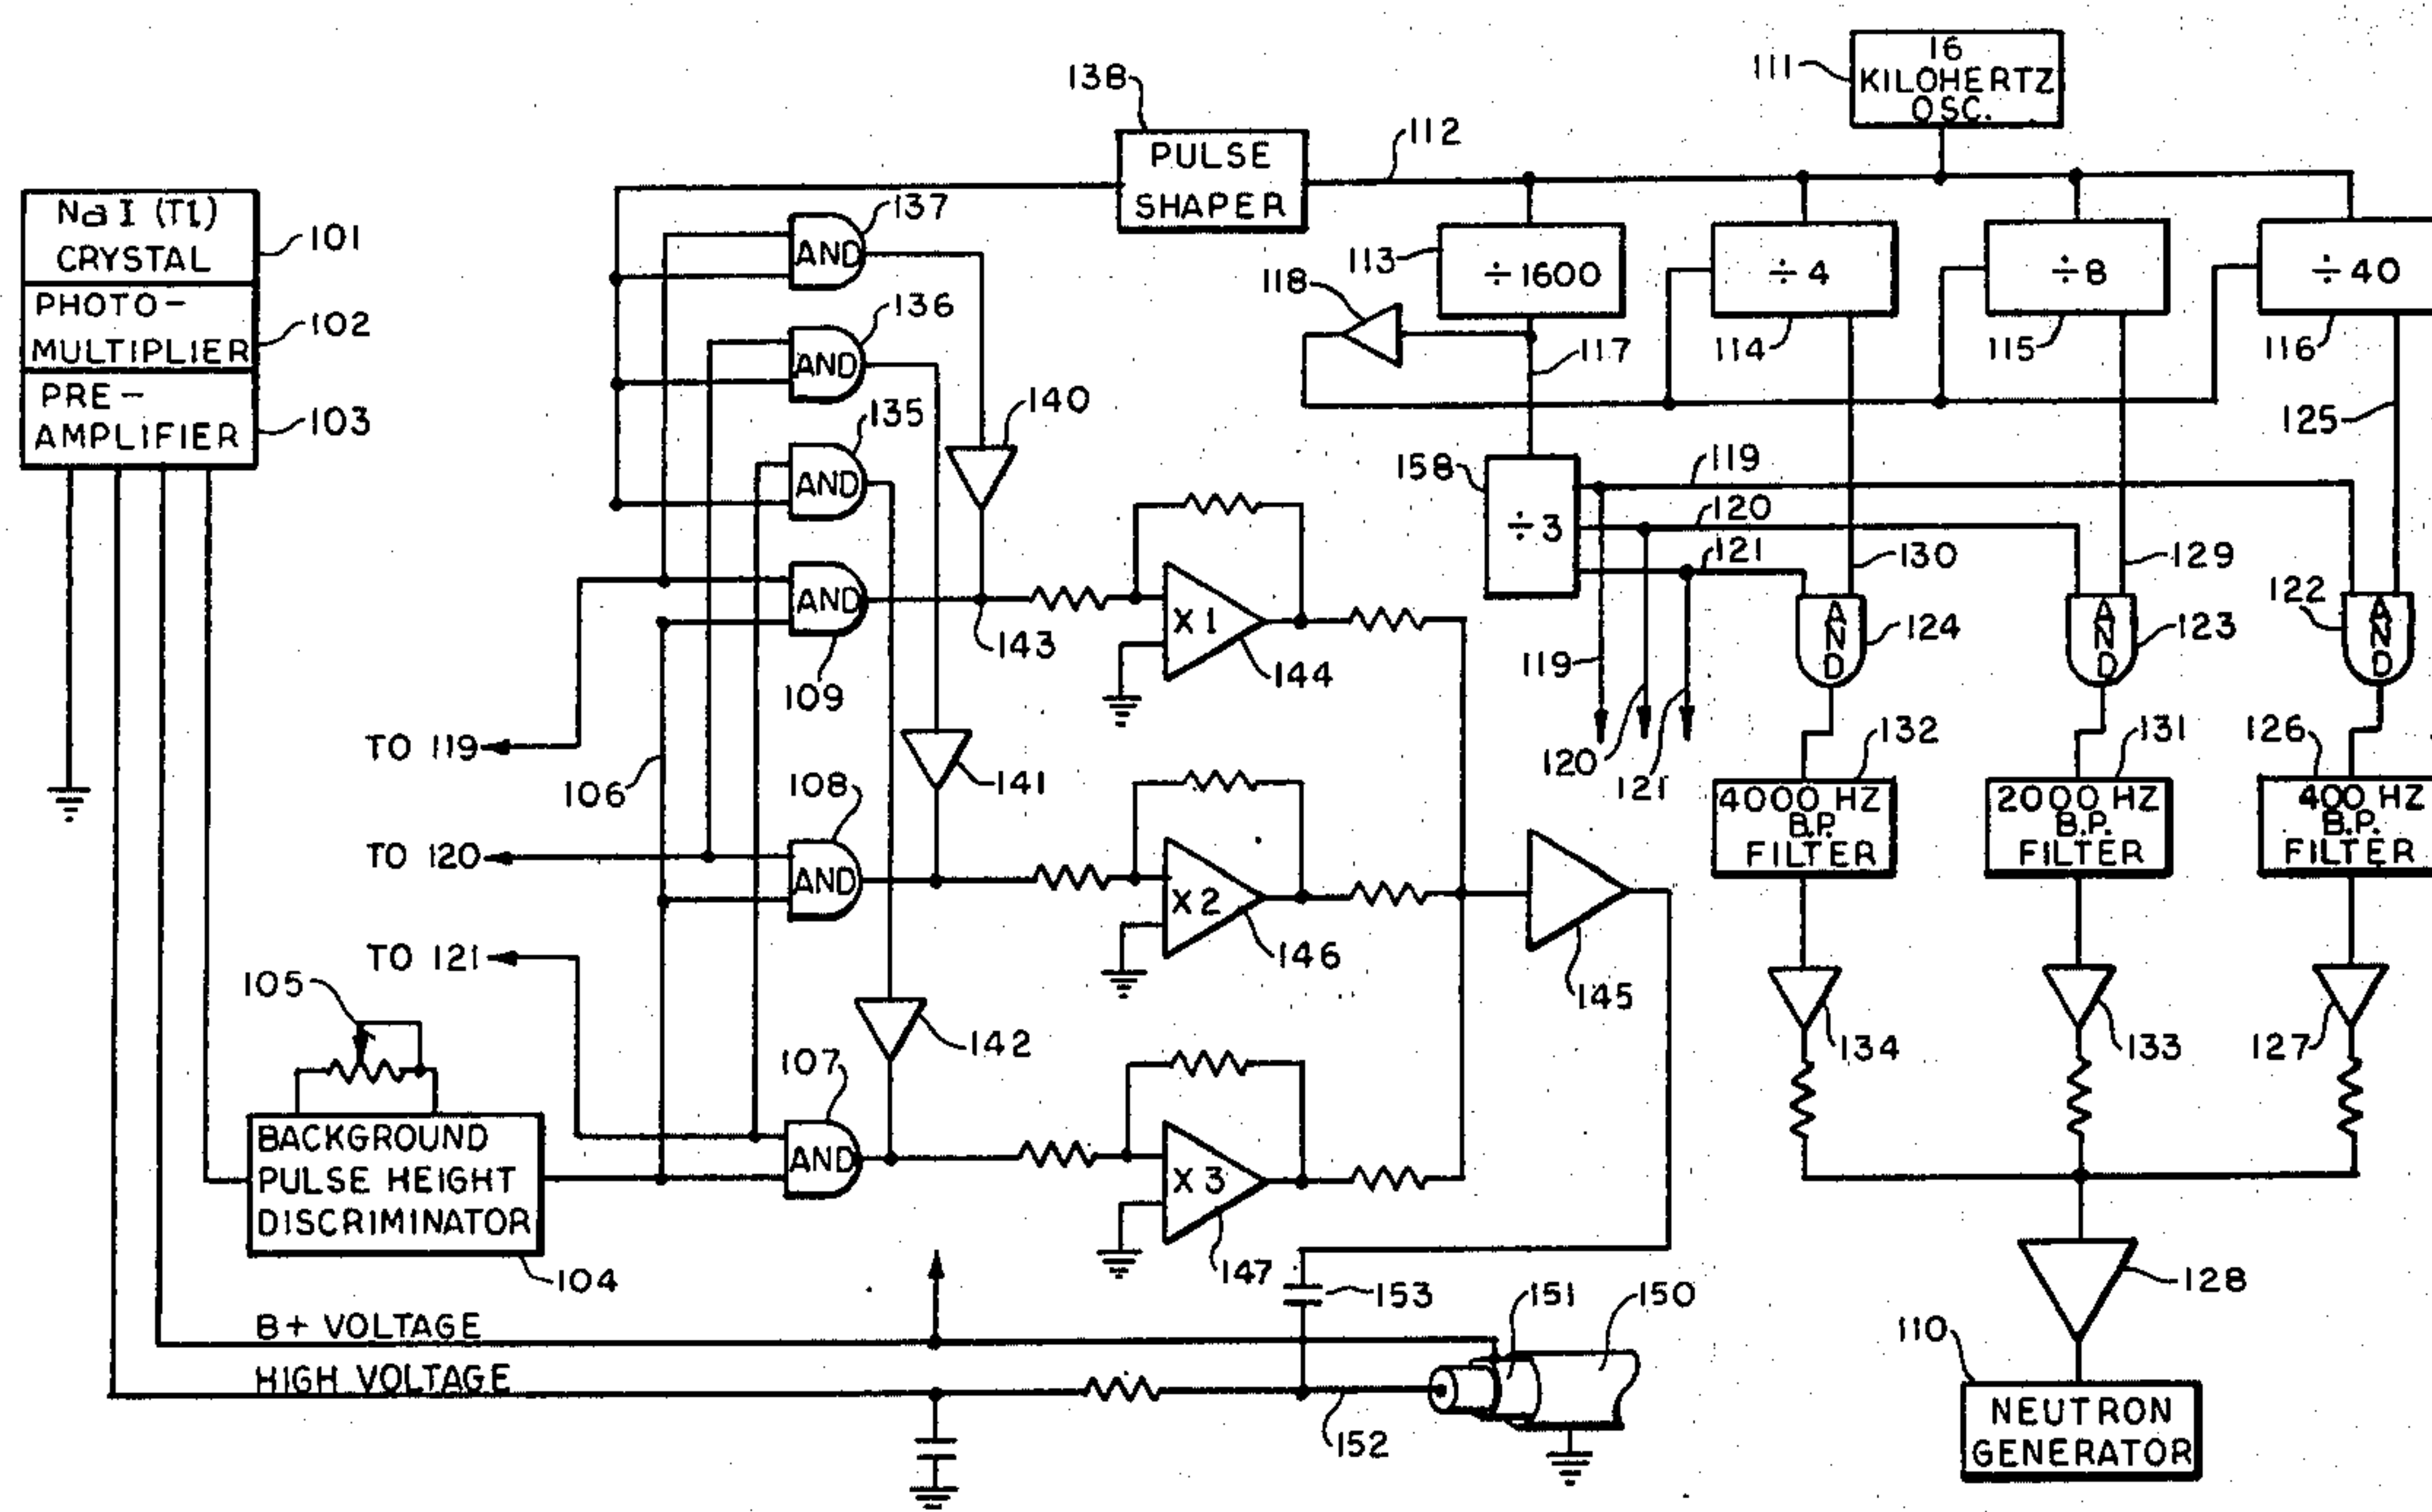 16
KILOHERTZ
OSC.
111
138
PULSE
SHAPER
112
NaI (Tl)
CRYSTAL
101
PHOTO-
MULTIPLIER
102
PRE-
AMPLIFIER
103
AND
137
AND
136
AND
135
AND
109
140
113
÷1600
118
117
÷4
114
÷8
115
÷40
116
125
158
÷3
119
120
121
130
129
AND
124
AND
123
122
AND
119
120
121
143
X1
144
TO 119
106
TO 120
108
AND
141
X2
146
145
TO 121
105
142
107
AND
X3
147
BACKGROUND
PULSE HEIGHT
DISCRIMINATOR
104
132
4000 HZ
B.P.
FILTER
131
2000 HZ
B.P.
FILTER
126
400 HZ
B.P.
FILTER
134
133
127
128
110
NEUTRON
GENERATOR
B+ VOLTAGE
HIGH VOLTAGE
153
151
150
152